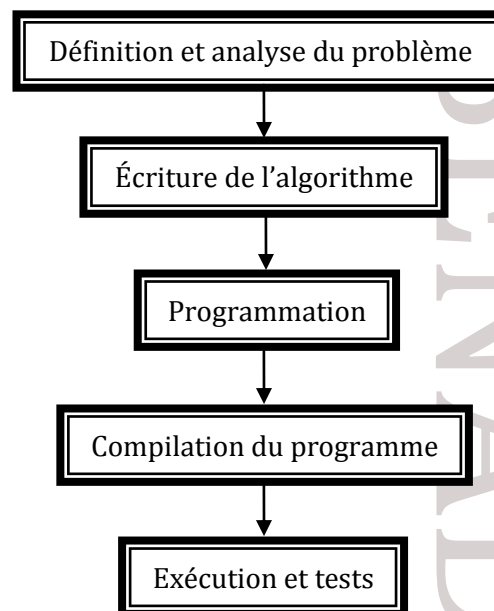 Définition et analyse du problème
Écriture de l’algorithme
Programmation
Compilation du programme
Exécution et tests